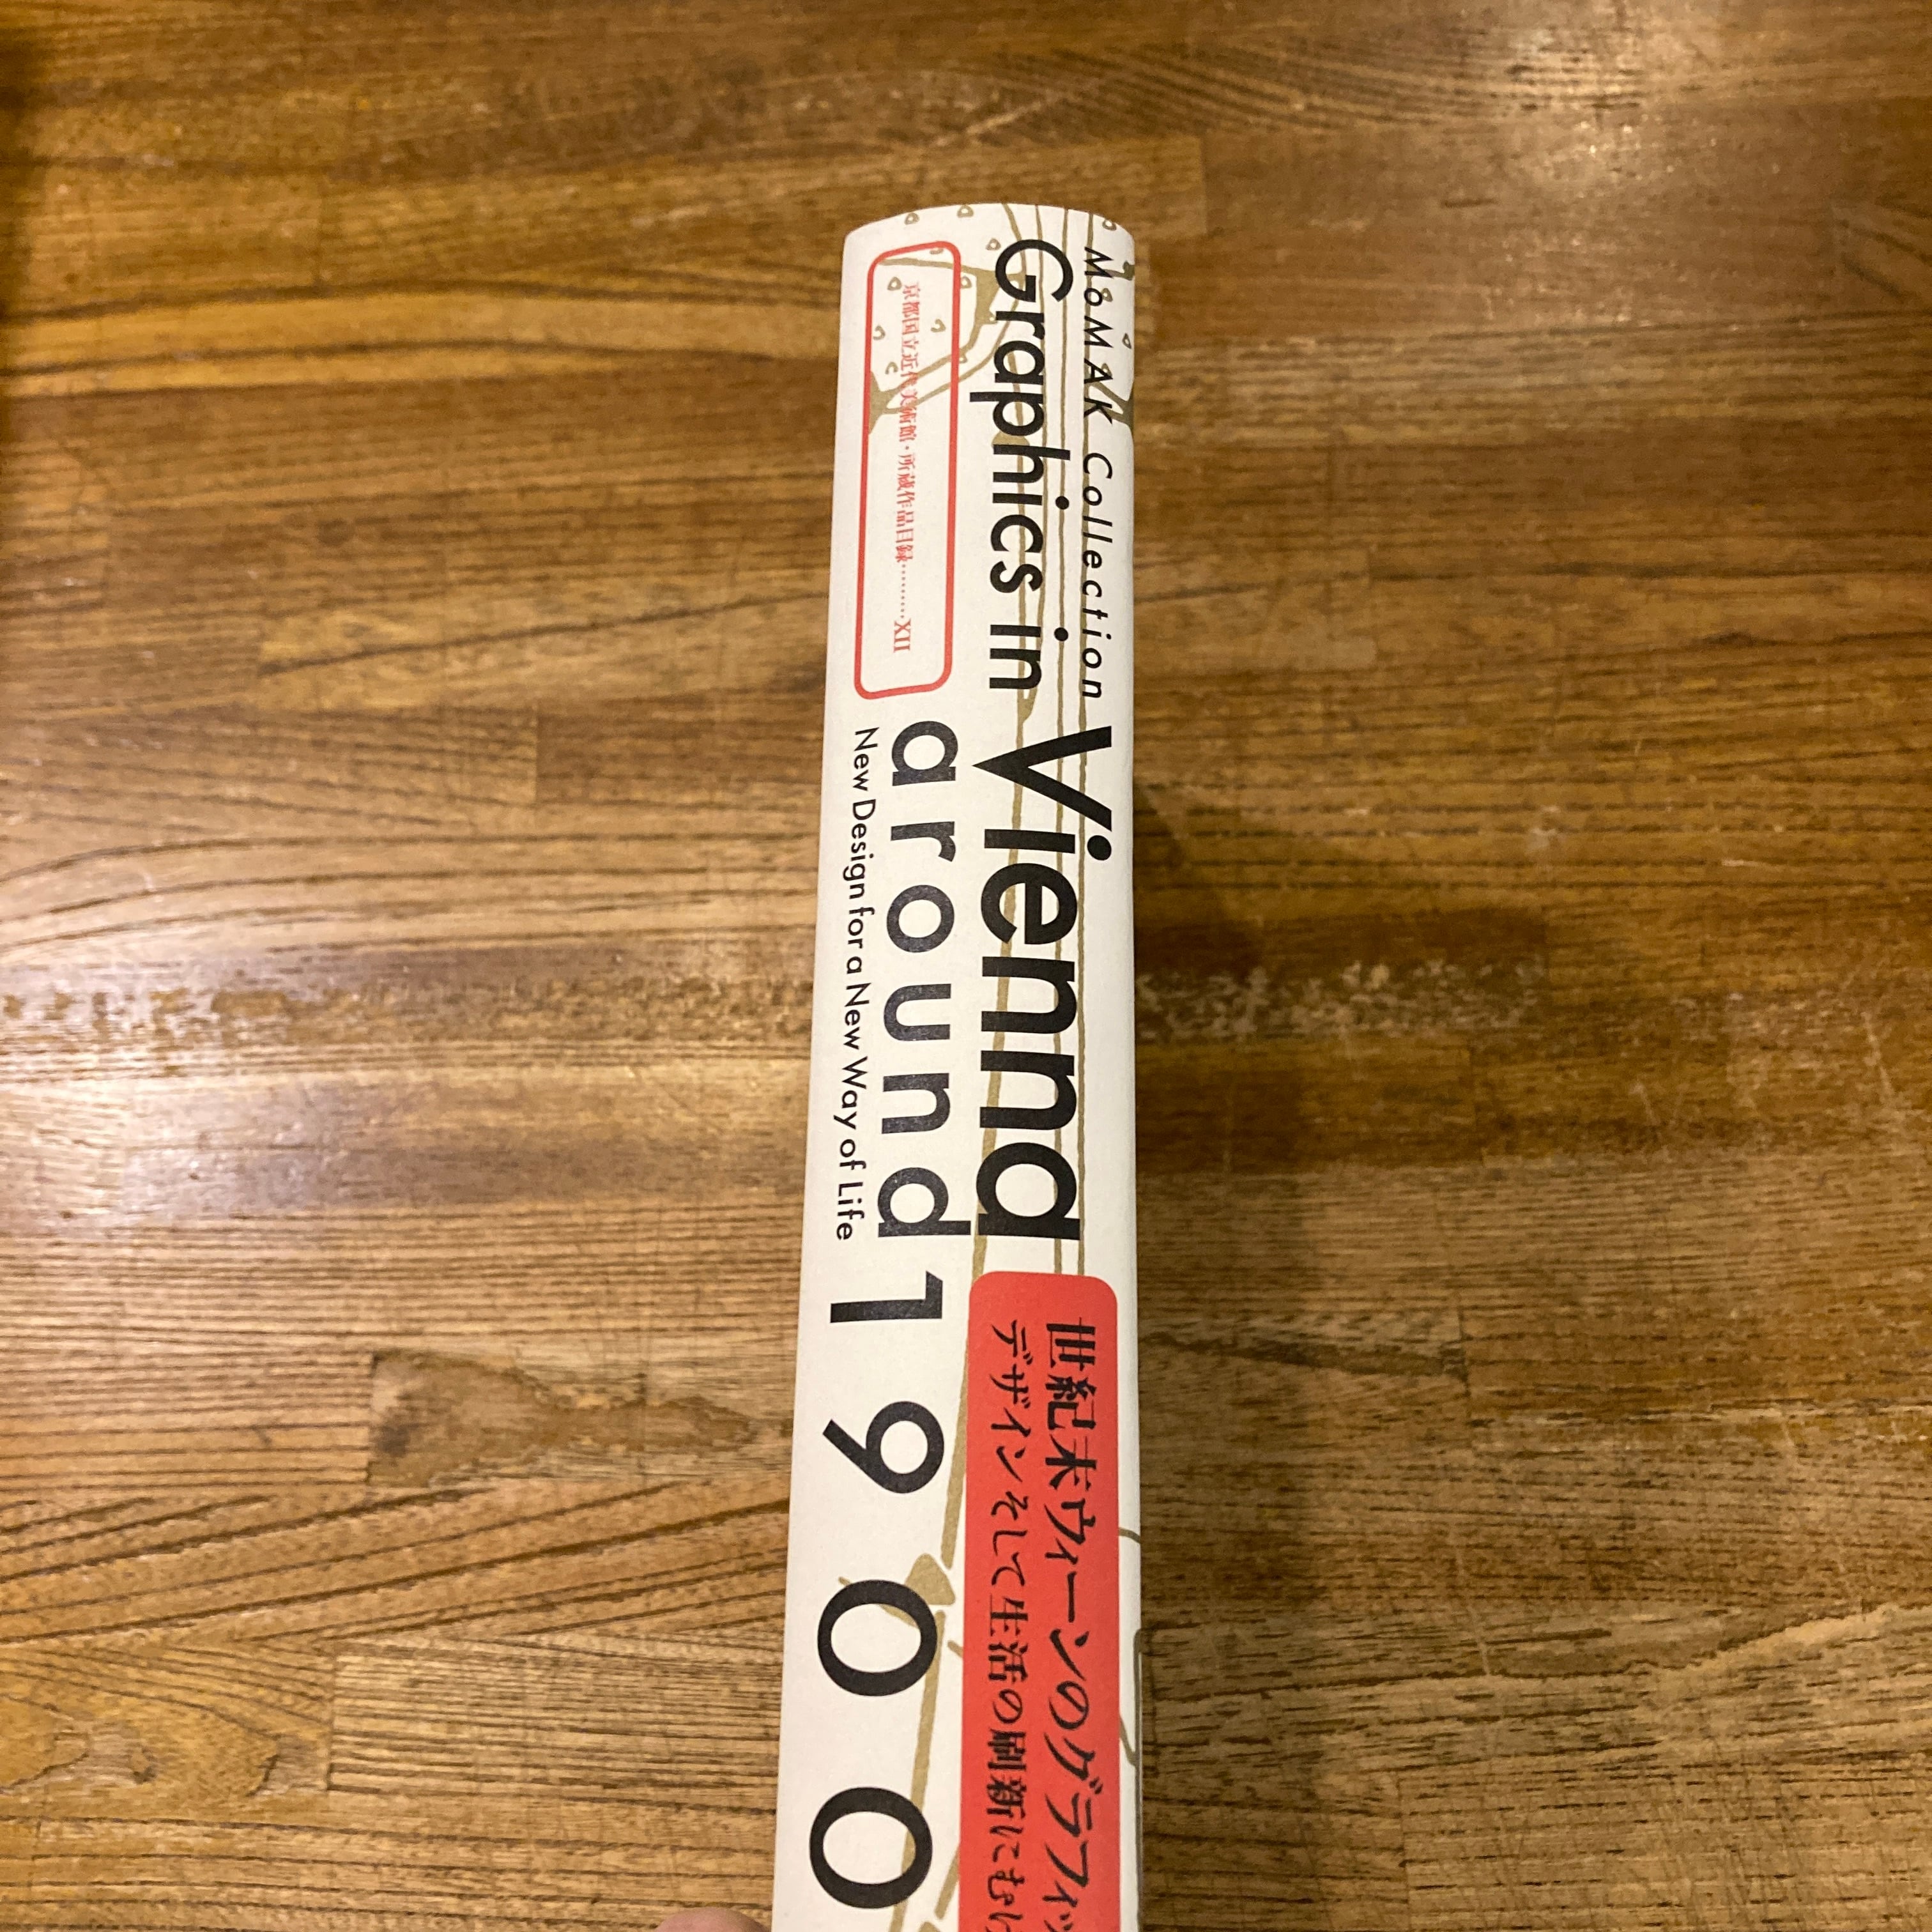 MoMAK Collection
Graphics in Vienna
around 1900
New Design for a New Way of Life
京都国立近代美術館・所蔵作品目録………XII
世紀末ウィーンのグラフィッ
デザインそして生活の刷新にむけ